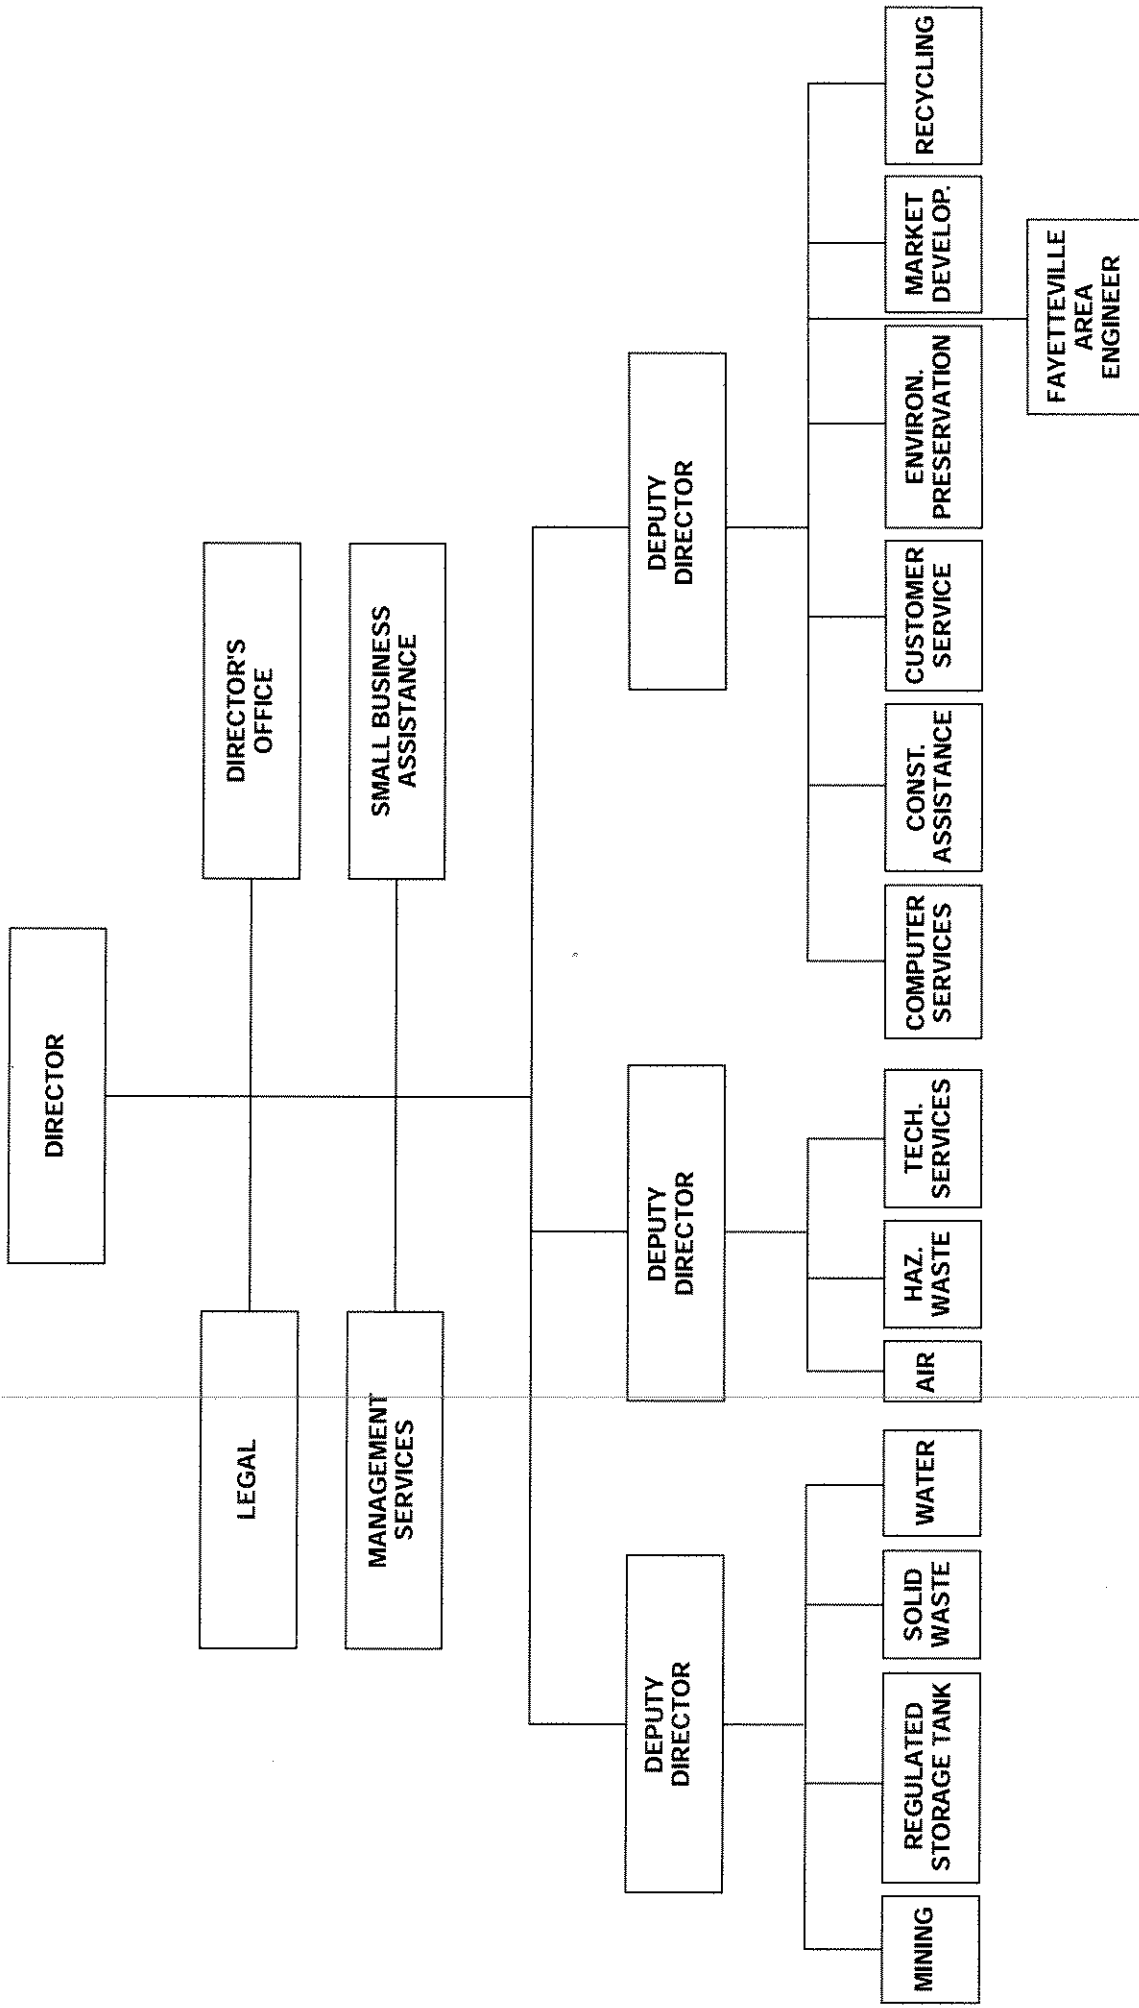 DIRECTOR
LEGAL
DIRECTOR'S
OFFICE
MANAGEMENT
SERVICES
SMALL BUSINESS
ASSISTANCE
DEPUTY
DIRECTOR
DEPUTY
DIRECTOR
DEPUTY
DIRECTOR
MINING
REGULATED
STORAGE TANK
SOLID
WASTE
WATER
AIR
HAZ.
WASTE
TECH.
SERVICES
COMPUTER
SERVICES
CONST.
ASSISTANCE
CUSTOMER
SERVICE
ENVIRON.
PRESERVATION
MARKET
DEVELOP.
RECYCLING
FAYETTEVILLE
AREA
ENGINEER